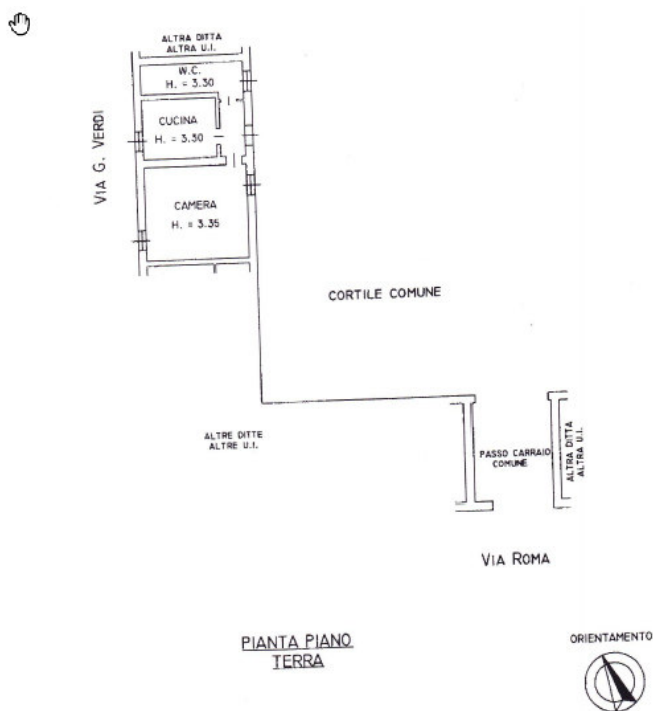 ALTRA DITTA
ALTRA U.I.
W.C.
H. = 3.30
CUCINA
H. = 3.30
VIA G. VERDI
CAMERA
H. = 3.35
CORTILE COMUNE
ALTRE DITTE
ALTRE U.I.
PASSO CARRAIO
COMUNE
ALTRA DITTA
ALTRA U.I.
VIA ROMA
PIANTA PIANO
TERRA
ORIENTAMENTO